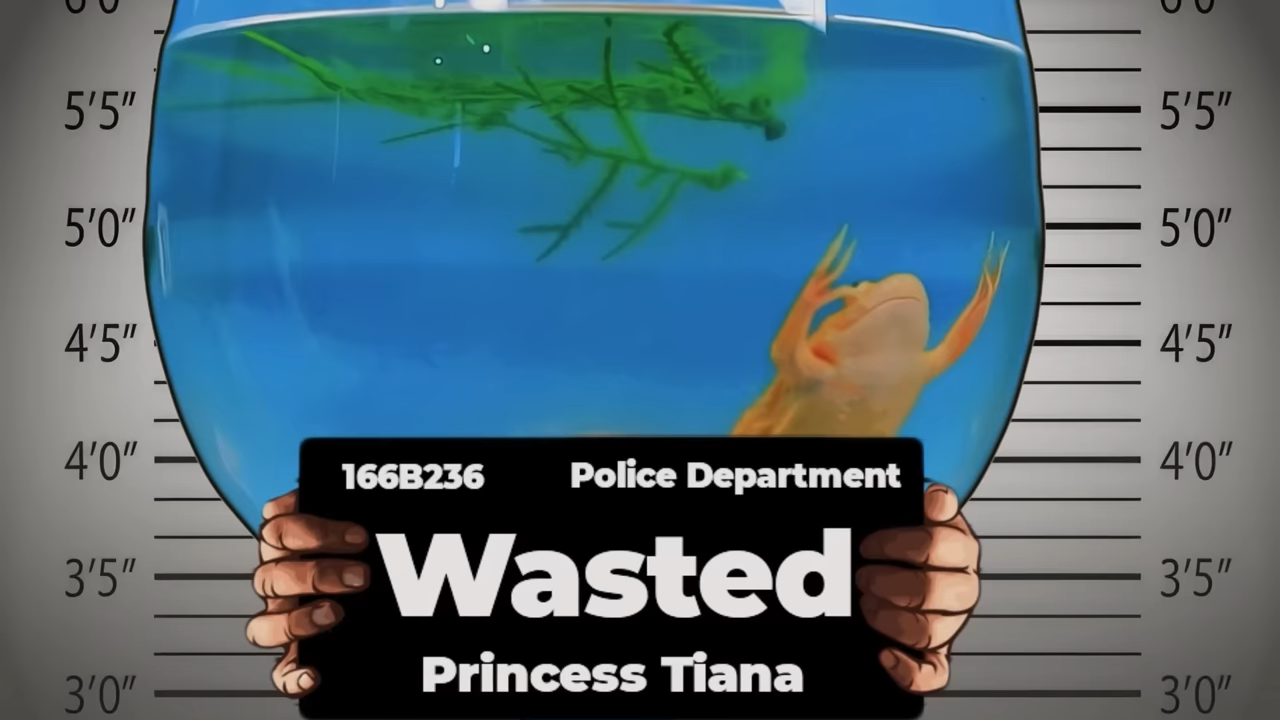 6'0" 6'0"
5'5" 5'5"
5'0" 5'0"
4'5" 4'5"
4'0" 4'0"
166B236 Police Department
Wasted
3'5" 3'5"
Princess Tiana
3'0" 3'0"